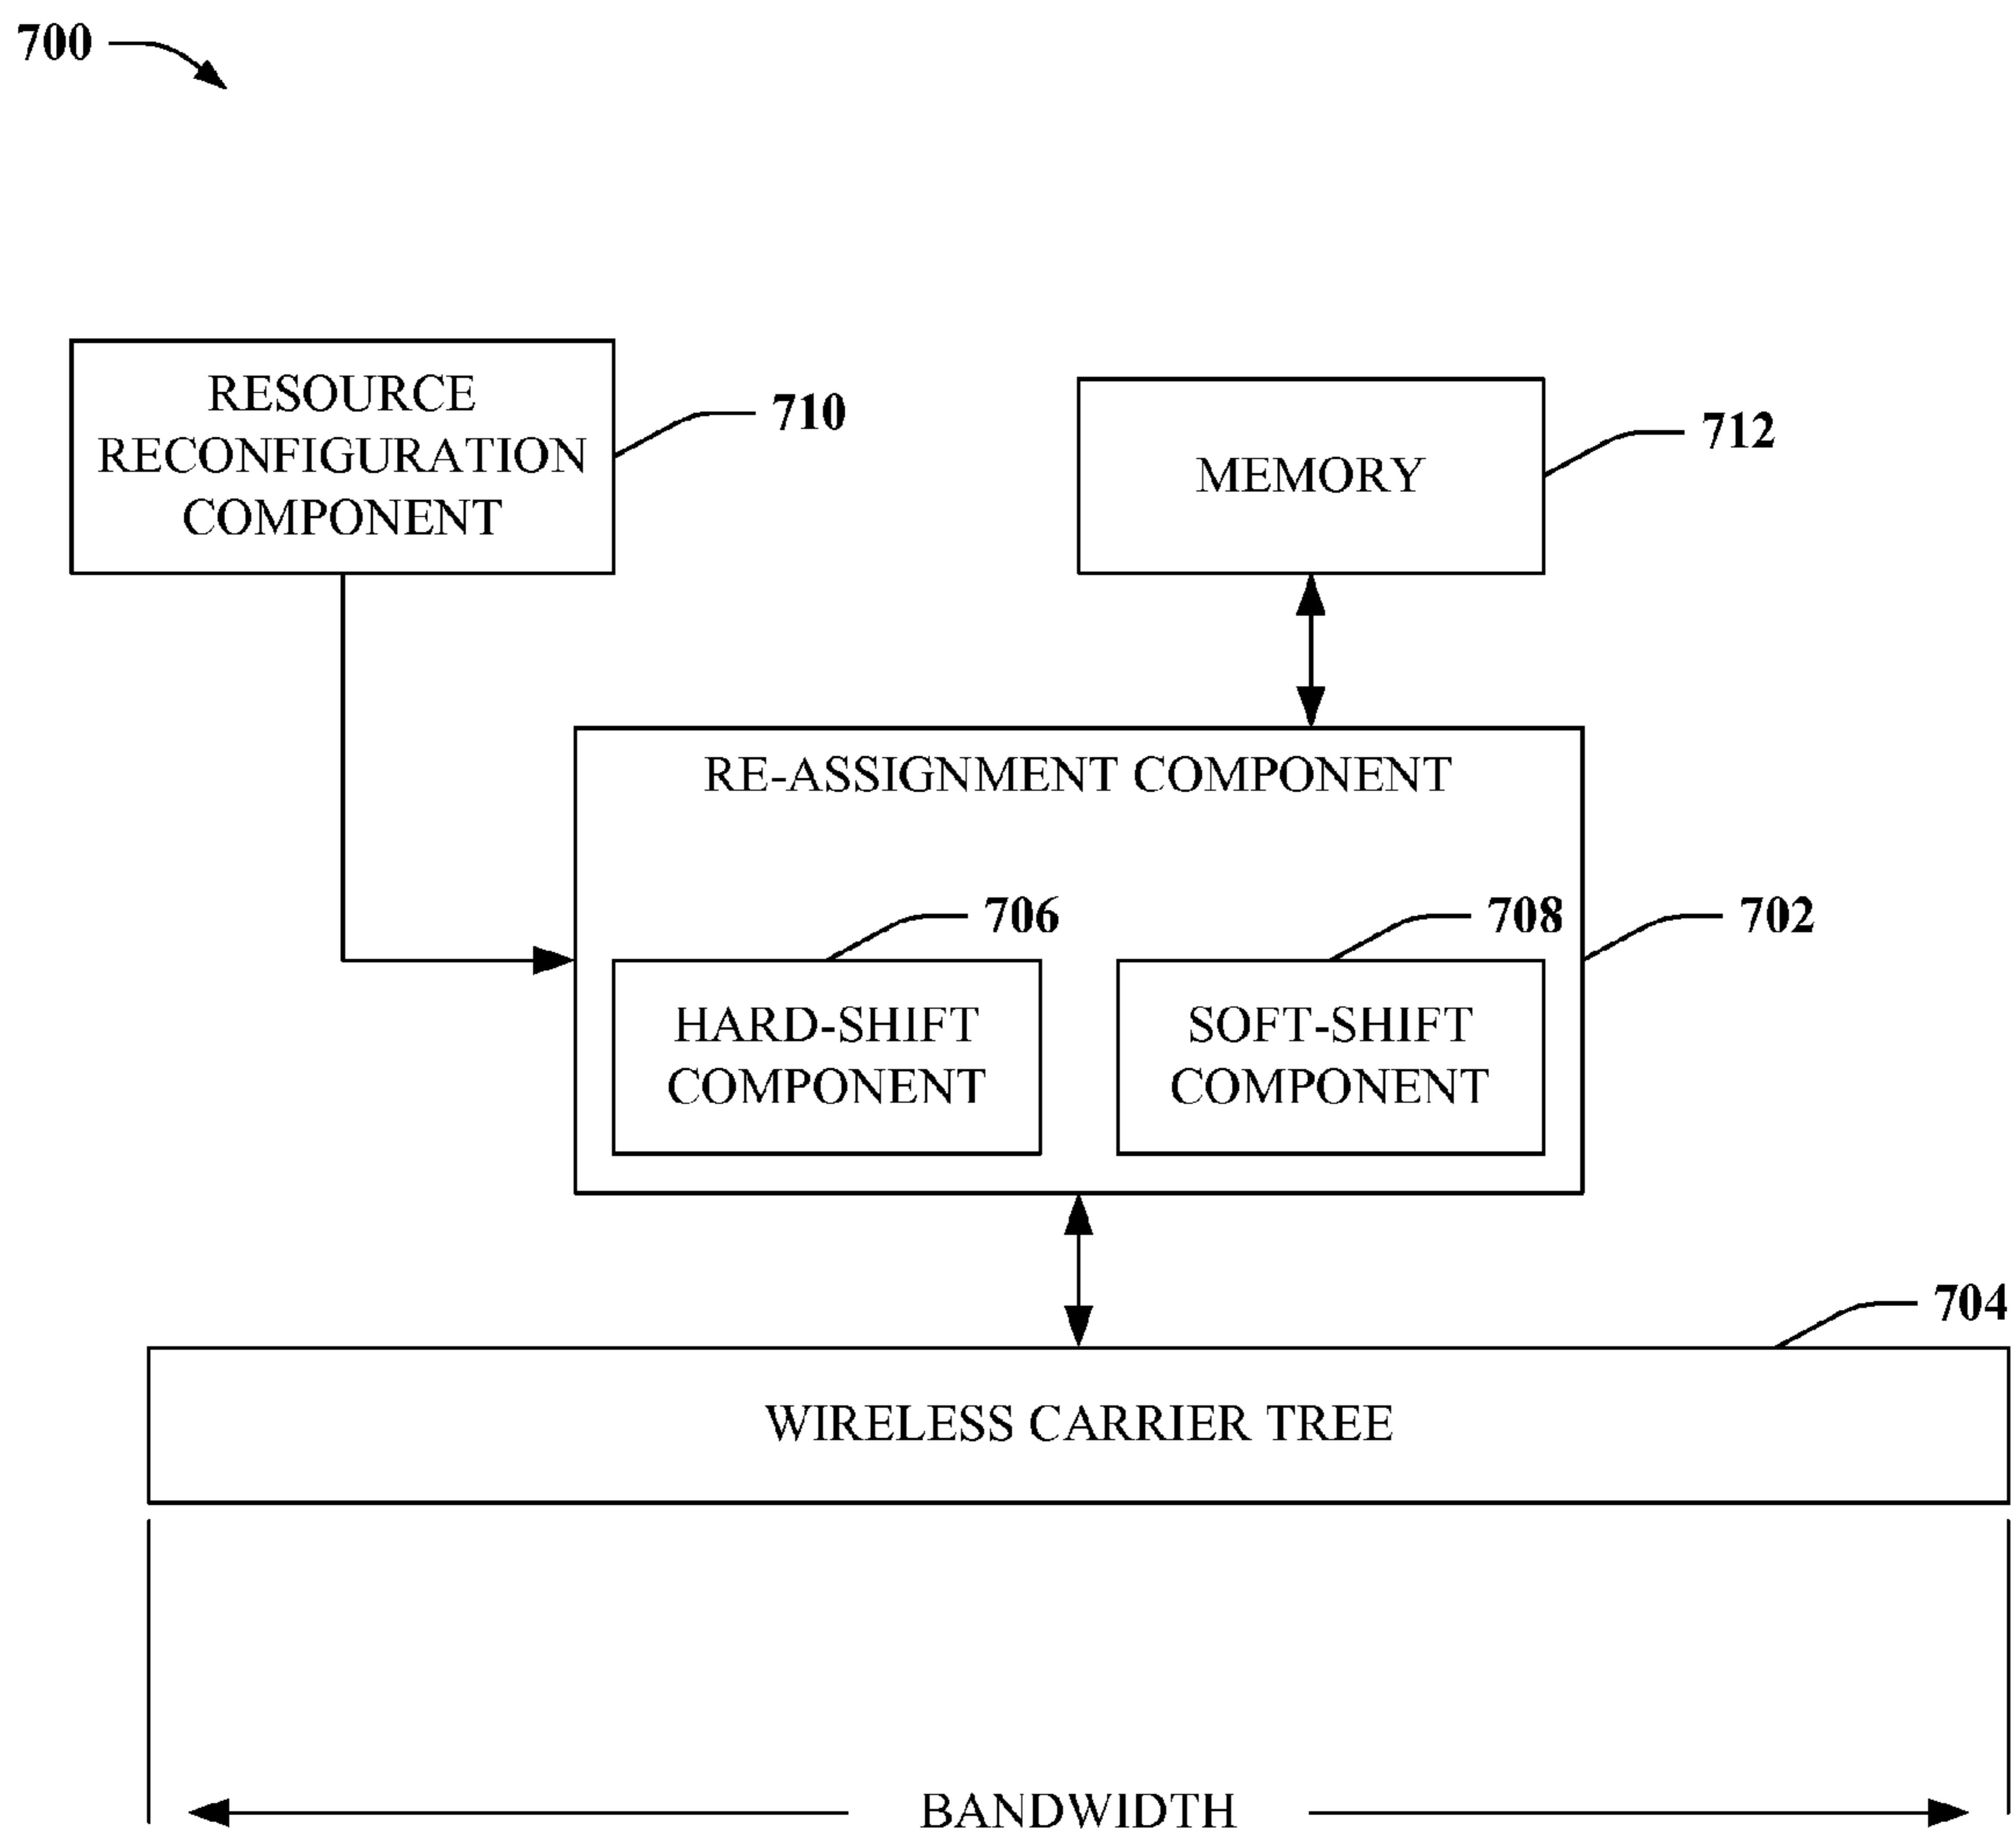 700
RESOURCE
RECONFIGURATION
COMPONENT
710
MEMORY
712
RE-ASSIGNMENT COMPONENT
706
708
702
HARD-SHIFT
COMPONENT
SOFT-SHIFT
COMPONENT
704
WIRELESS CARRIER TREE
BANDWIDTH